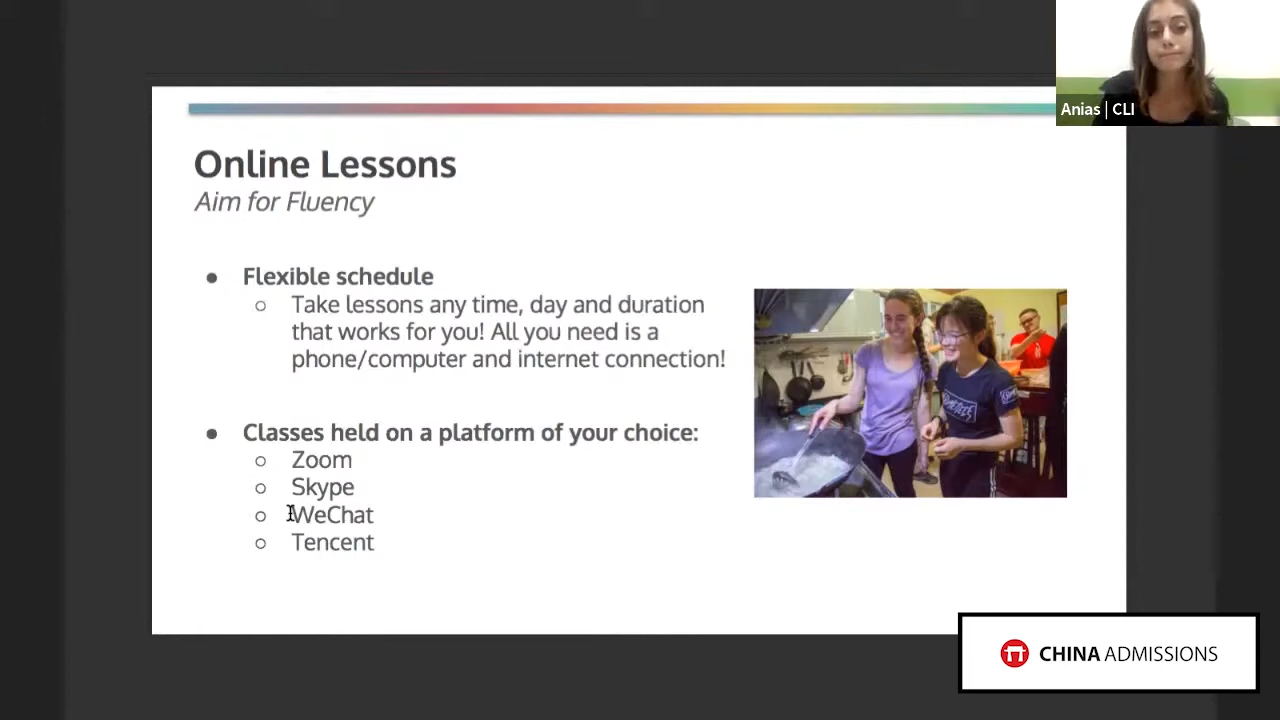 Anias | CLI
Online Lessons
Aim for Fluency
Flexible schedule
Take lessons any time, day and duration
that works for you! All you need is a
phone/computer and internet connection!
Classes held on a platform of your choice:
Zoom
Skype
WeChat
Tencent
CHINA ADMISSIONS